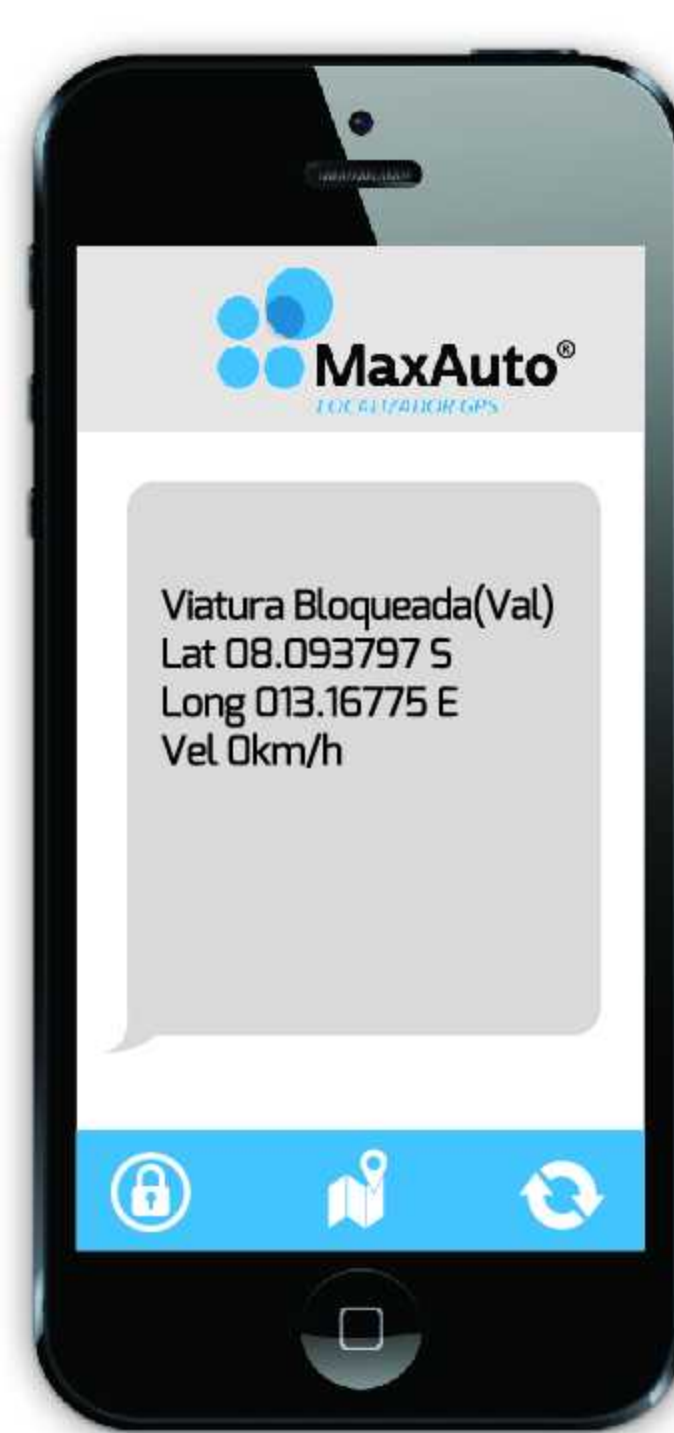 MaxAuto®
LOCALIZADOR GPS
Viatura Bloqueada(Val)
Lat 08.093797 S
Long 013.16775 E
Vel 0km/h